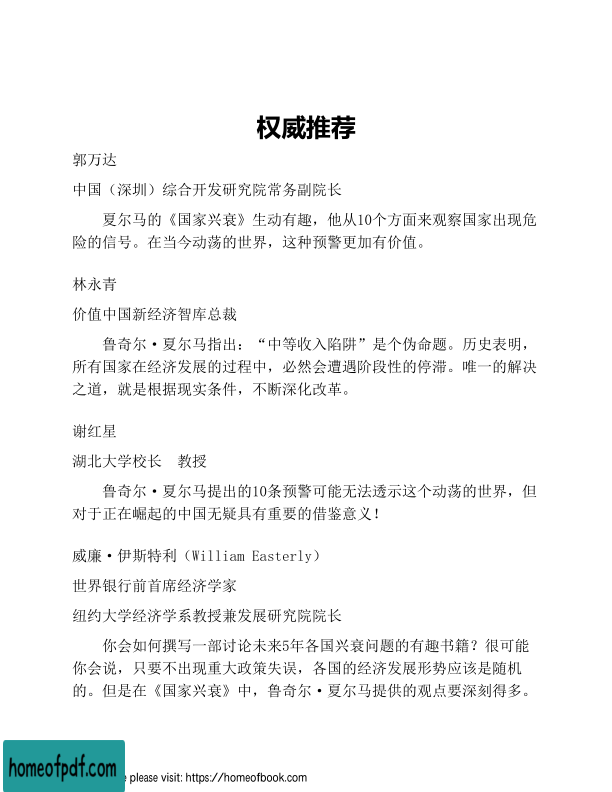 权威推荐
郭万达
中国（深圳）综合开发研究院常务副院长
夏尔马的《国家兴衰》生动有趣，他从10个方面来观察国家出现危
险的信号。在当今动荡的世界，这种预警更加有价值。
林永青
价值中国新经济智库总裁
鲁奇尔·夏尔马指出：“中等收入陷阱”是个伪命题。历史表明，
所有国家在经济发展的过程中，必然会遭遇阶段性的停滞。唯一的解决
之道，就是根据现实条件，不断深化改革。
谢红星
湖北大学校长　教授
鲁奇尔·夏尔马提出的10条预警可能无法透示这个动荡的世界，但
对于正在崛起的中国无疑具有重要的借鉴意义！
威廉·伊斯特利（William Easterly）
世界银行前首席经济学家
纽约大学经济学系教授兼发展研究院院长
你会如何撰写一部讨论未来5年各国兴衰问题的有趣书籍？很可能
你会说，只要不出现重大政策失误，各国的经济发展形势应该是随机
的。但是在《国家兴衰》中，鲁奇尔·夏尔马提供的观点要深刻得多。
homeofpdf.com
please visit: https://homeofbook.com